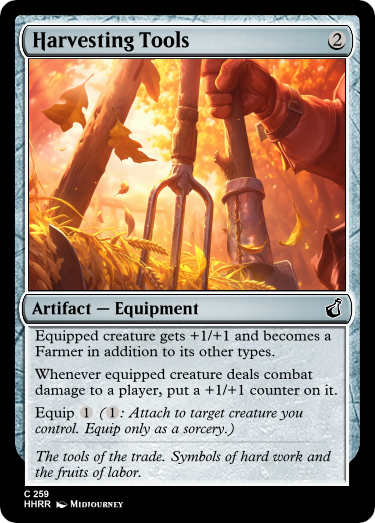 Harvesting Tools 2
Artifact — Equipment
Equipped creature gets +1/+1 and becomes a
Farmer in addition to its other types.
Whenever equipped creature deals combat
damage to a player, put a +1/+1 counter on it.
Equip 1 (1: Attach to target creature you
control. Equip only as a sorcery.)
The tools of the trade. Symbols of hard work and
the fruits of labor.
C 259
HHRR Midjourney